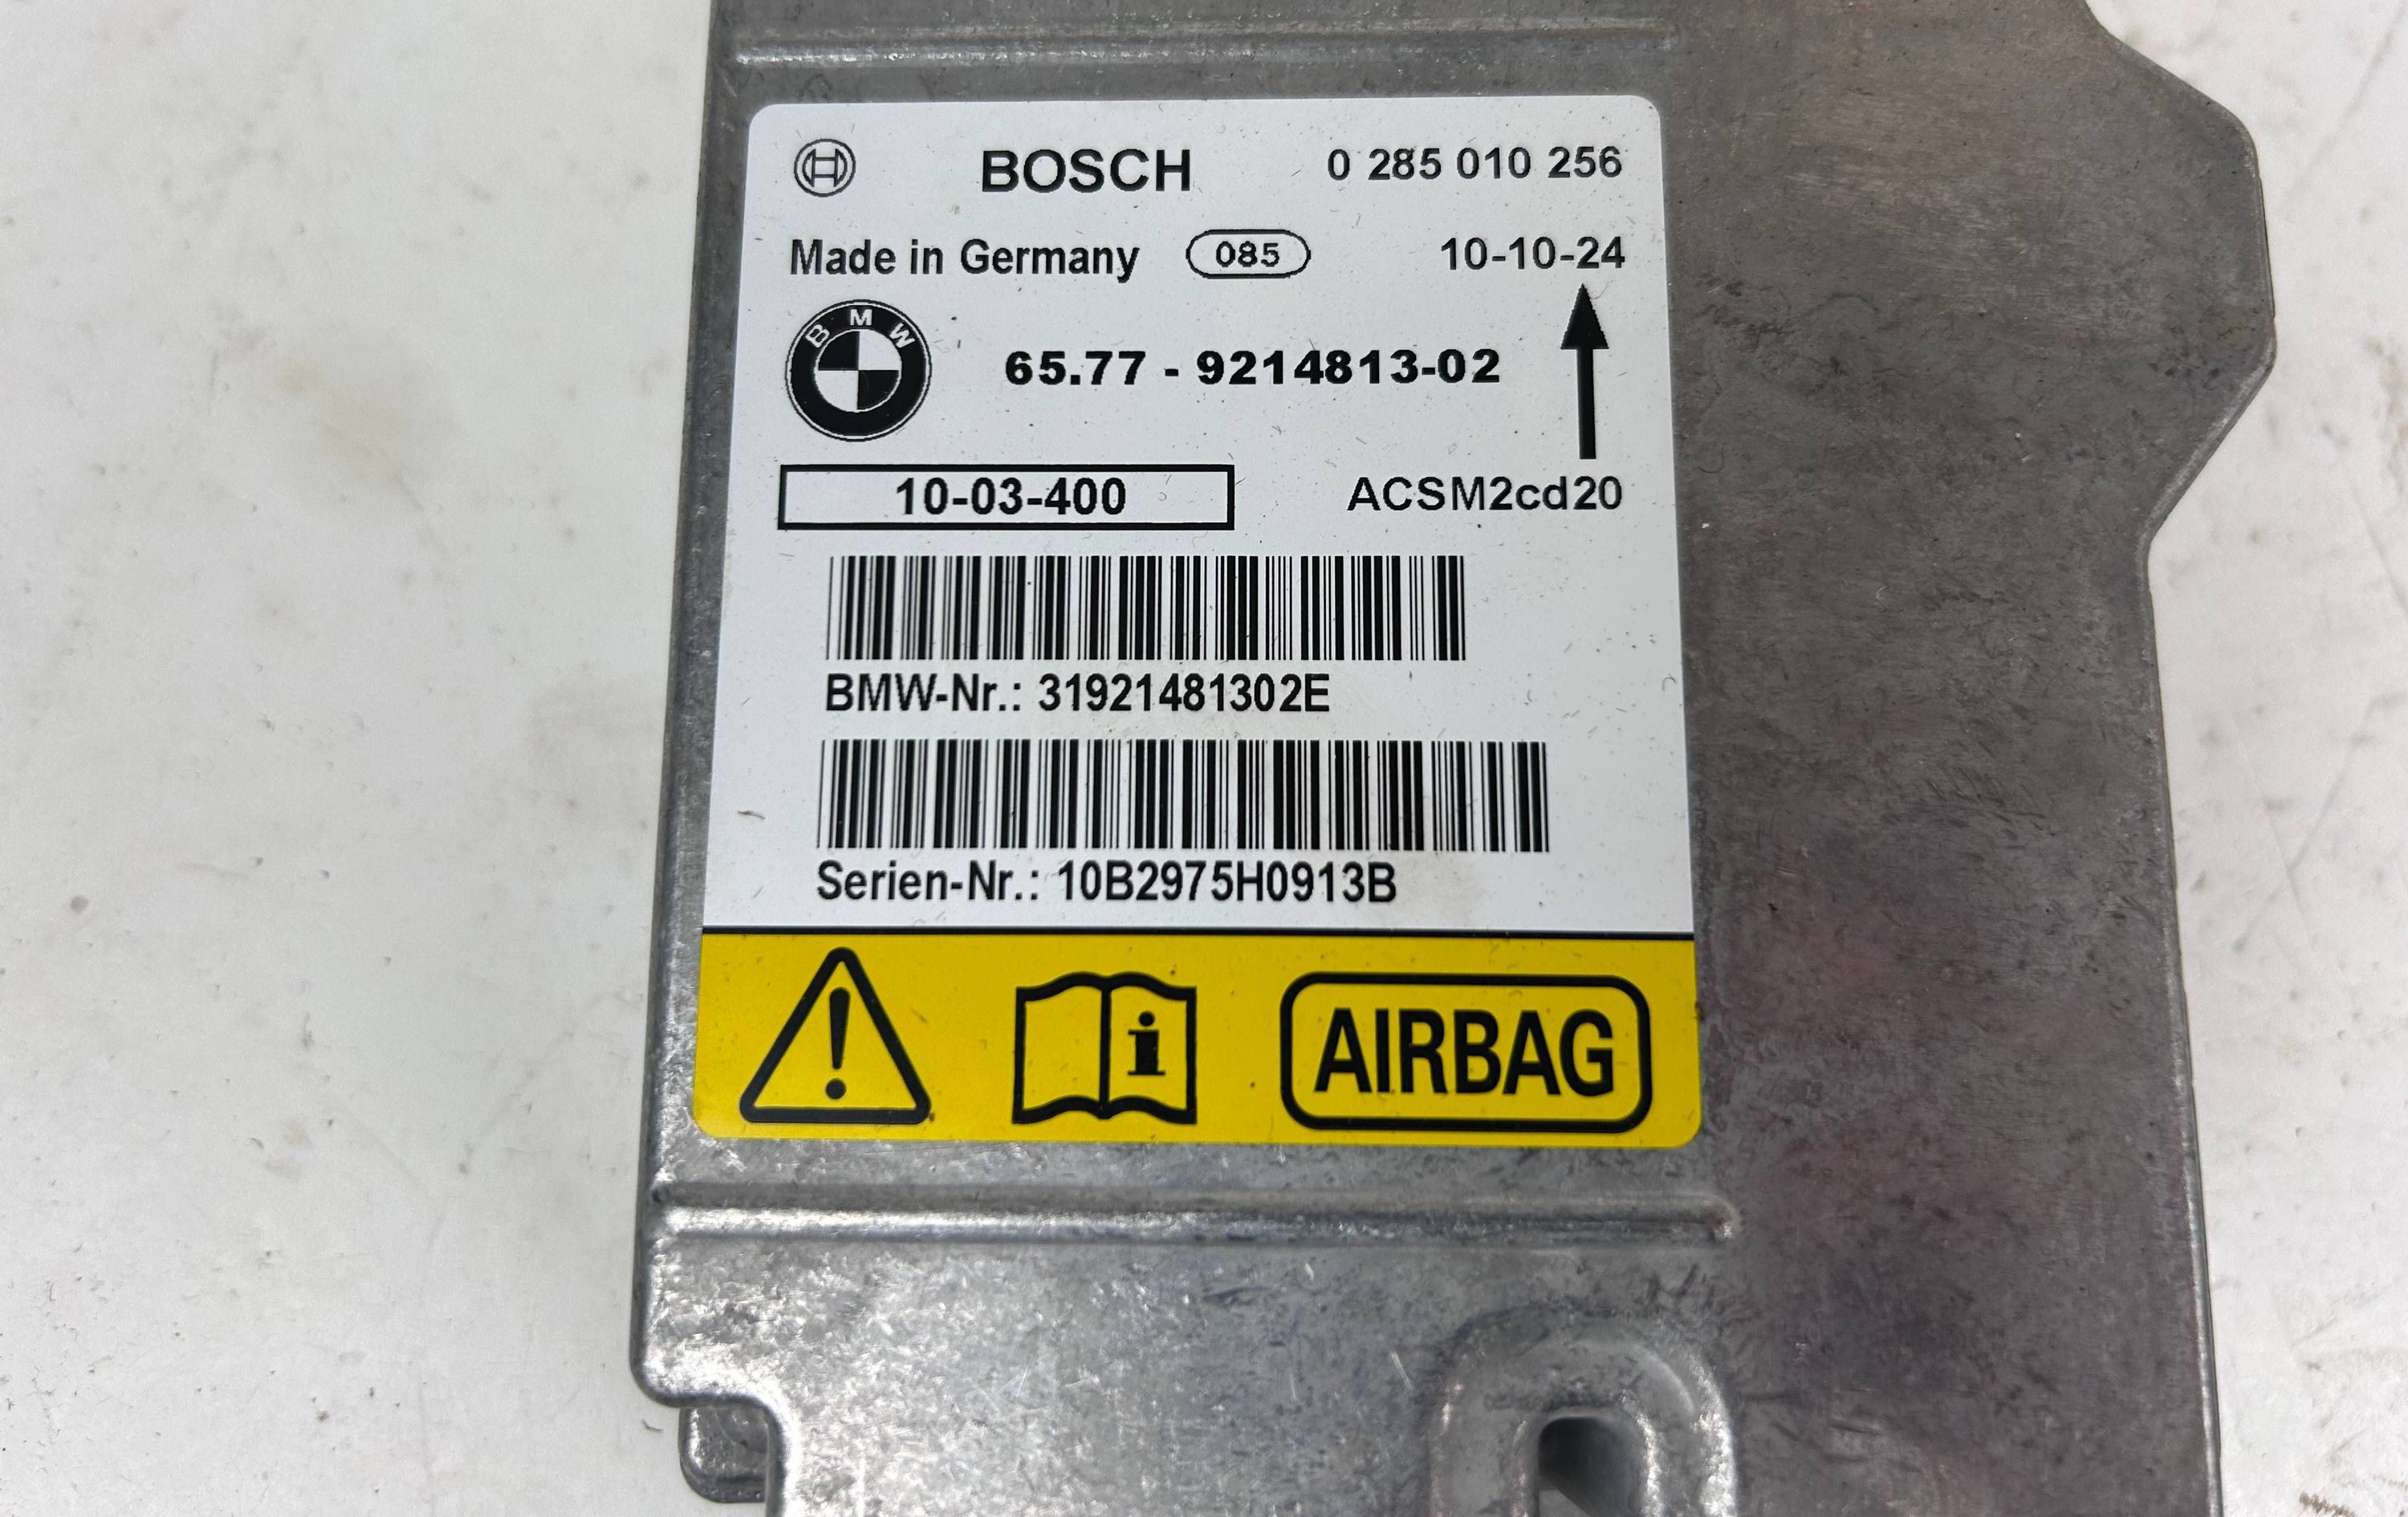 BOSCH 0 285 010 256
Made in Germany 085 10-10-24
BMW 65.77 - 9214813-02
10-03-400 ACSM2cd20
BMW-Nr.: 31921481302E
Serien-Nr.: 10B2975H0913B
i AIRBAG